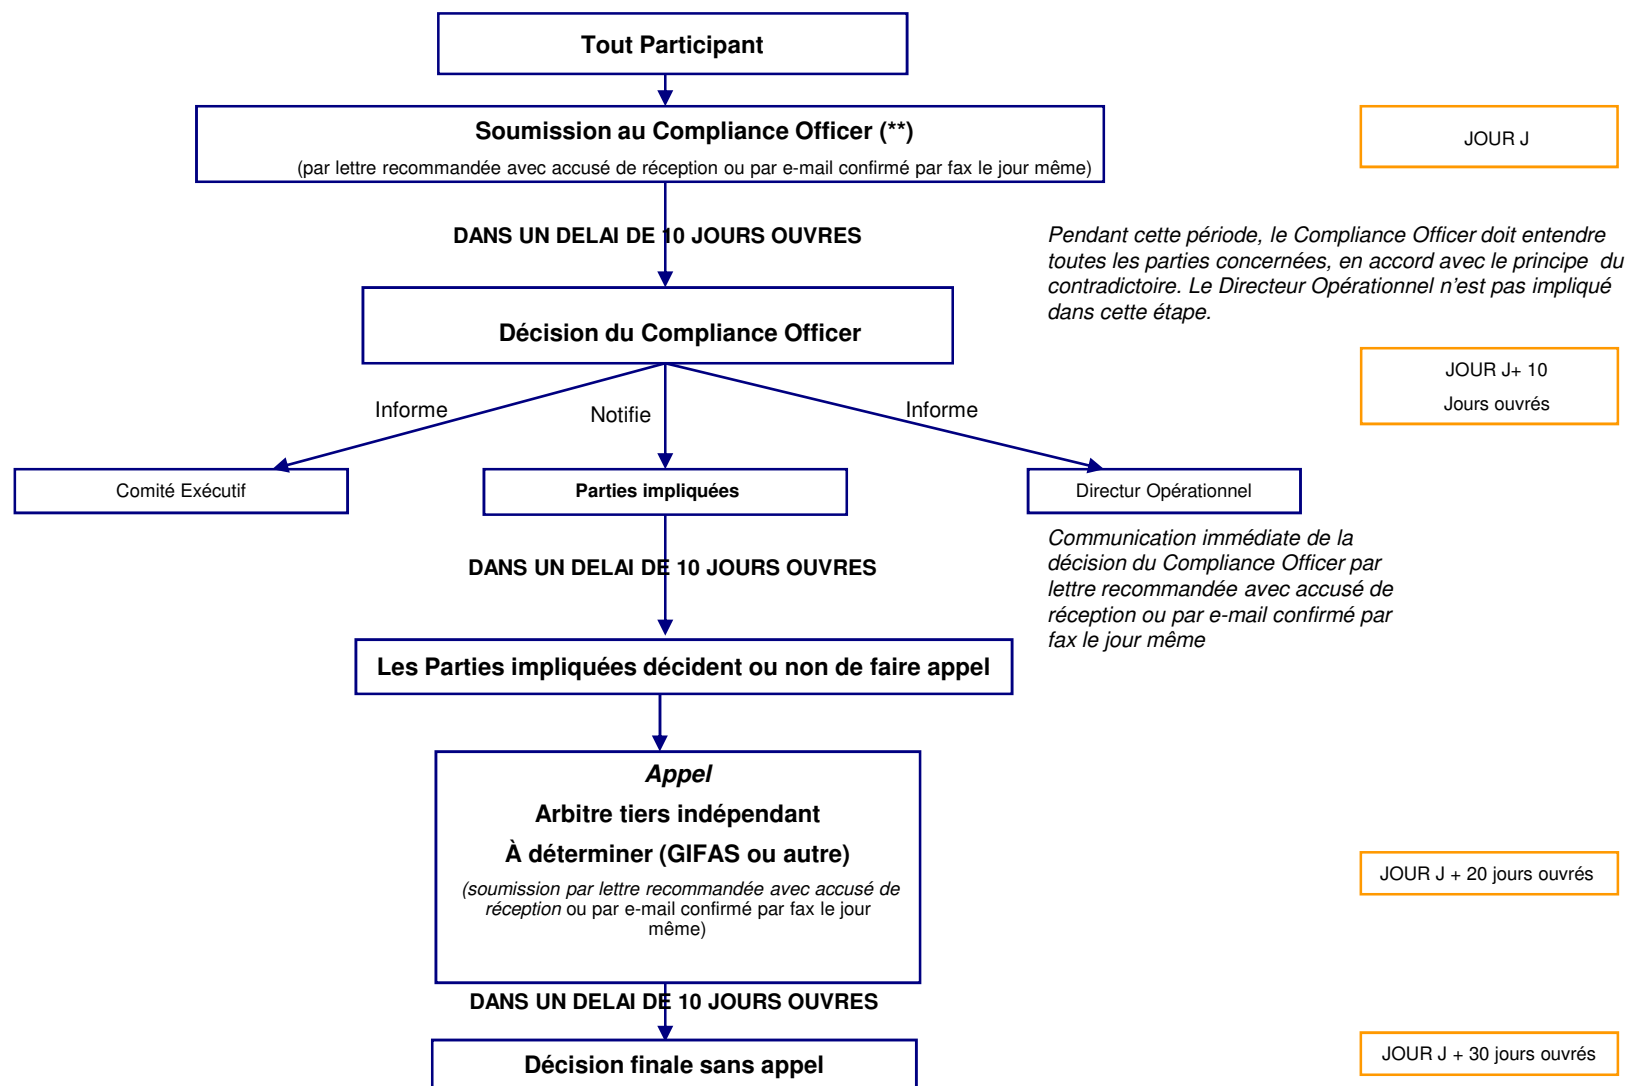 Tout Participant
Soumission au Compliance Officer (**)
(par lettre recommandée avec accusé de réception ou par e-mail confirmé par fax le jour même)
JOUR J
DANS UN DELAI DE 10 JOURS OUVRES
Pendant cette période, le Compliance Officer doit entendre
toutes les parties concernées, en accord avec le principe du
contradictoire. Le Directeur Opérationnel n'est pas impliqué
dans cette étape.
Décision du Compliance Officer
JOUR J+ 10
Jours ouvrés
Informe
Notifie
Informe
Comité Exécutif
Parties impliquées
Directur Opérationnel
Communication immédiate de la
décision du Compliance Officer par
lettre recommandée avec accusé de
réception ou par e-mail confirmé par
fax le jour même
DANS UN DELAI DE 10 JOURS OUVRES
Les Parties impliquées décident ou non de faire appel
Appel
Arbitre tiers indépendant
À déterminer (GIFAS ou autre)
(soumission par lettre recommandée avec accusé de
réception ou par e-mail confirmé par fax le jour
même)
JOUR J + 20 jours ouvrés
DANS UN DELAI DE 10 JOURS OUVRES
Décision finale sans appel
JOUR J + 30 jours ouvrés